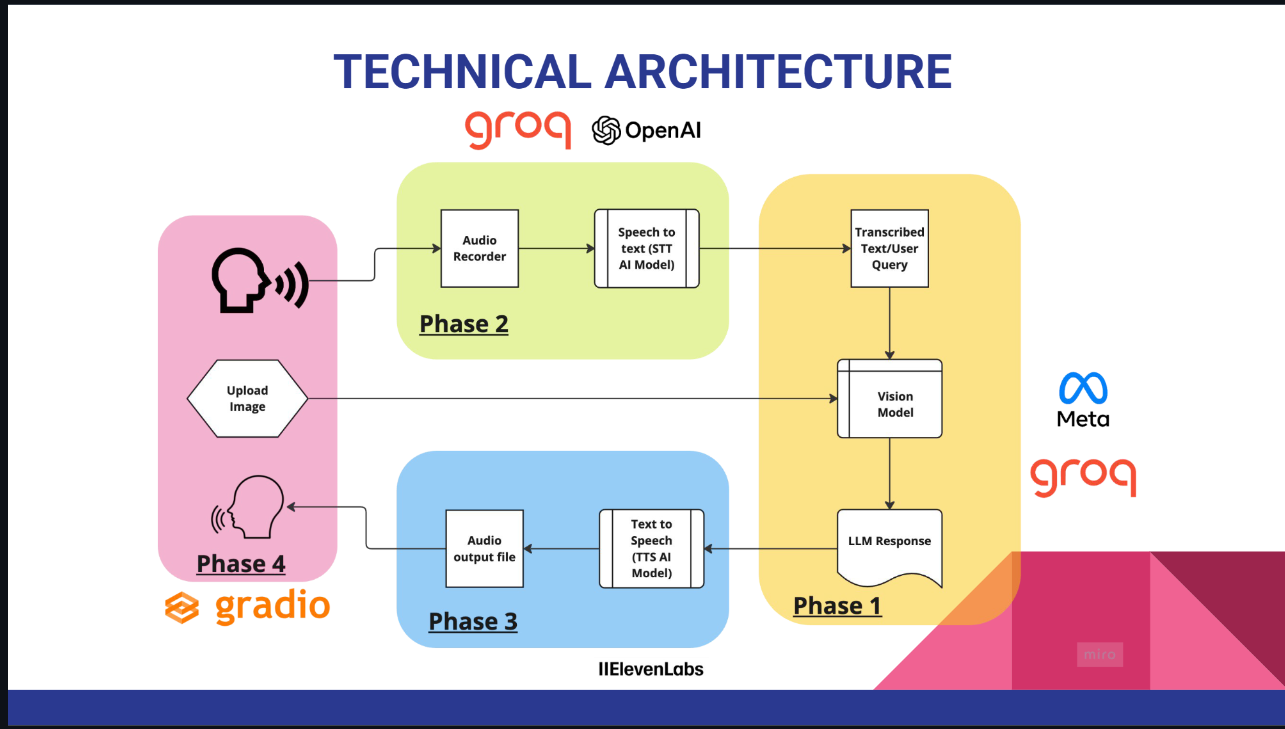 TECHNICAL ARCHITECTURE
groq
OpenAI
Audio
Recorder
Speech to
text (STT
AI Model)
Phase 2
Transcribed
Text/User
Query
Upload
Image
Vision
Model
Meta
groq
LLM Response
Phase 1
Text to
Speech
(TTS AI
Model)
Audio
output file
Phase 3
Phase 4
gradio
IIElevenLabs
miro